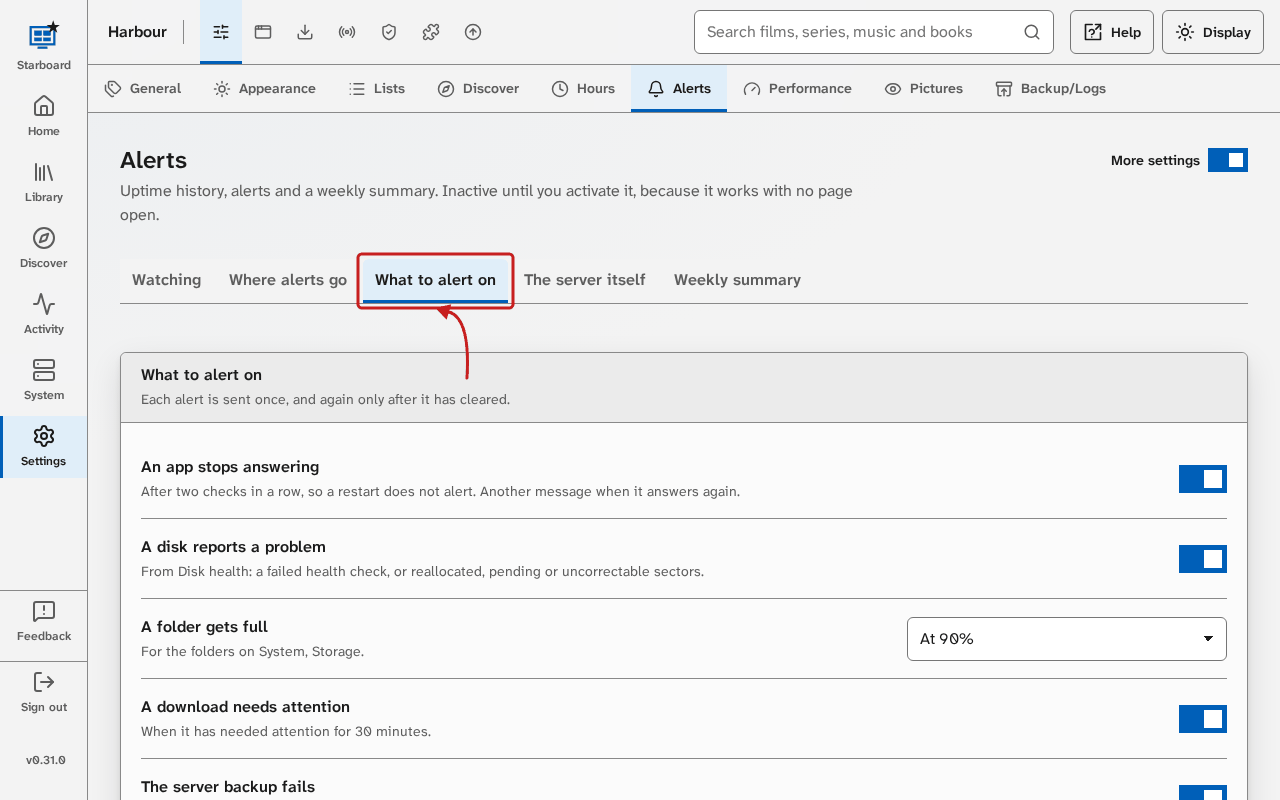 Starboard
Home
Library
Discover
Activity
System
Settings
Feedback
Sign out
v0.31.0
Harbour
Search films, series, music and books
Help
Display
General
Appearance
Lists
Discover
Hours
Alerts
Performance
Pictures
Backup/Logs
Alerts
More settings
Uptime history, alerts and a weekly summary. Inactive until you activate it, because it works with no page
open.
Watching
Where alerts go
What to alert on
The server itself
Weekly summary
What to alert on
Each alert is sent once, and again only after it has cleared.
An app stops answering
After two checks in a row, so a restart does not alert. Another message when it answers again.
A disk reports a problem
From Disk health: a failed health check, or reallocated, pending or uncorrectable sectors.
A folder gets full
For the folders on System, Storage.
At 90%
A download needs attention
When it has needed attention for 30 minutes.
The server backup fails